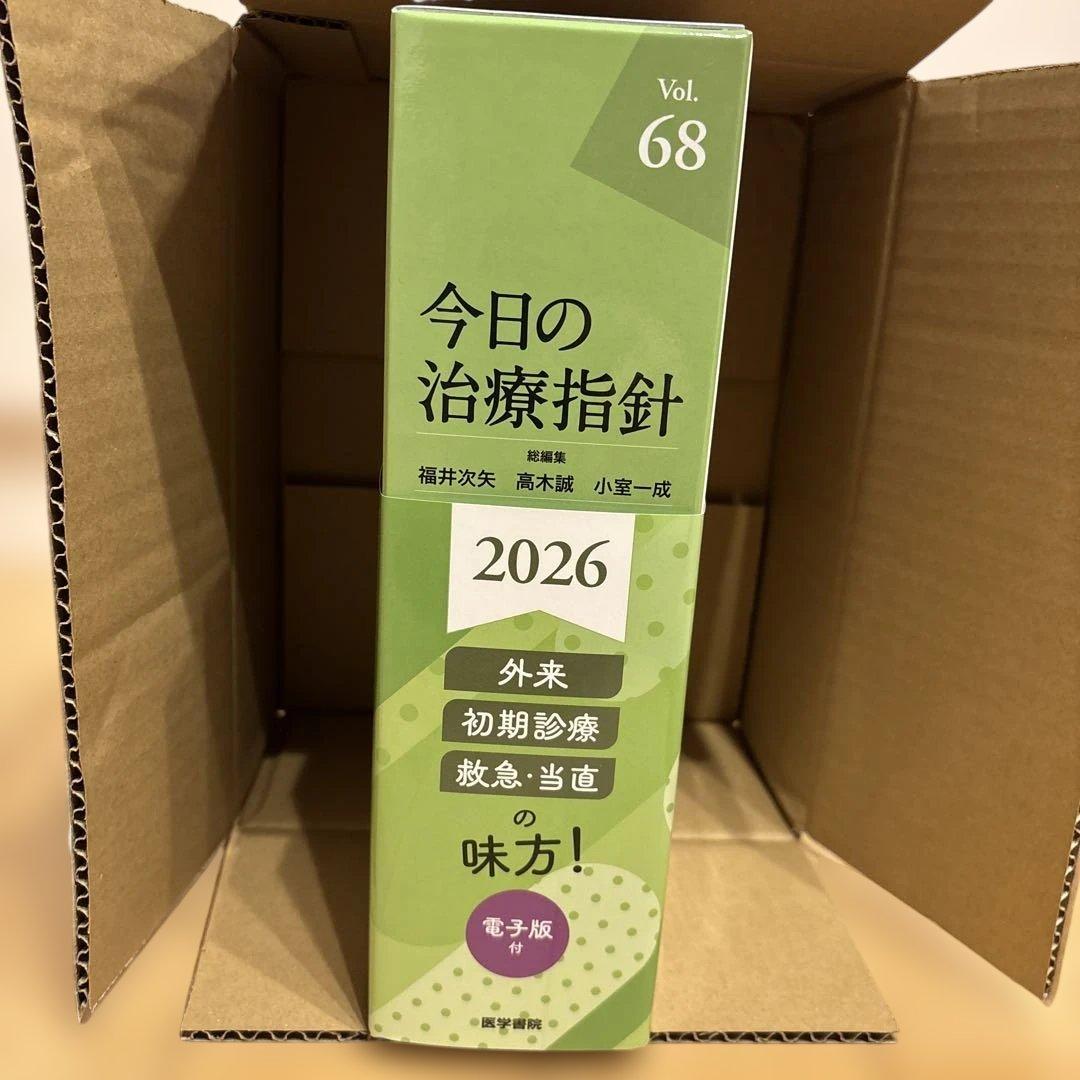 Vol.
68
今日の
治療指針
総編集
福井次矢 高木誠 小室一成
2026
外来
初期診療
救急・当直
の
味方!
電子版
付
医学書院